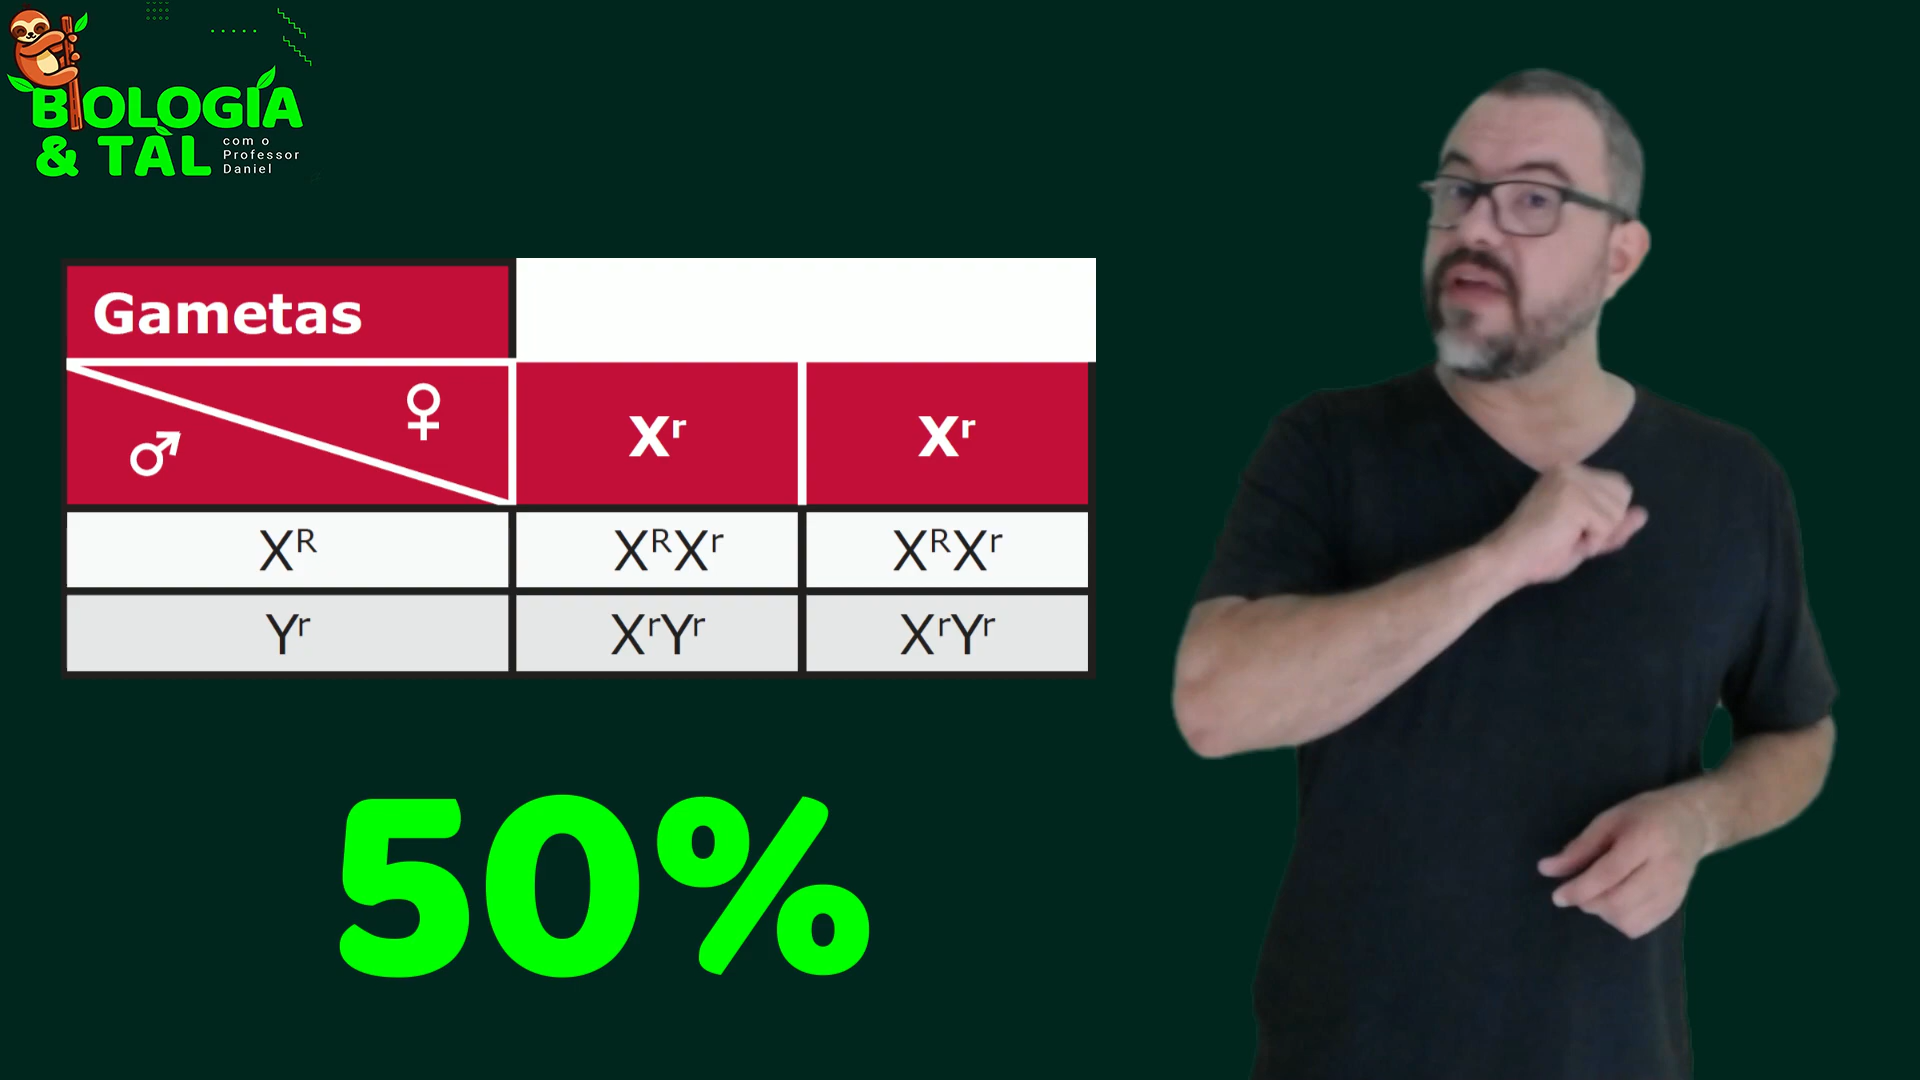 BIOLOGIA
& TAL
com o
Professor
Daniel
Gametas
♀
♂
Xʳ Xʳ
Xᴿ XᴿXʳ XᴿXʳ
Yʳ XʳYʳ XʳYʳ
50%